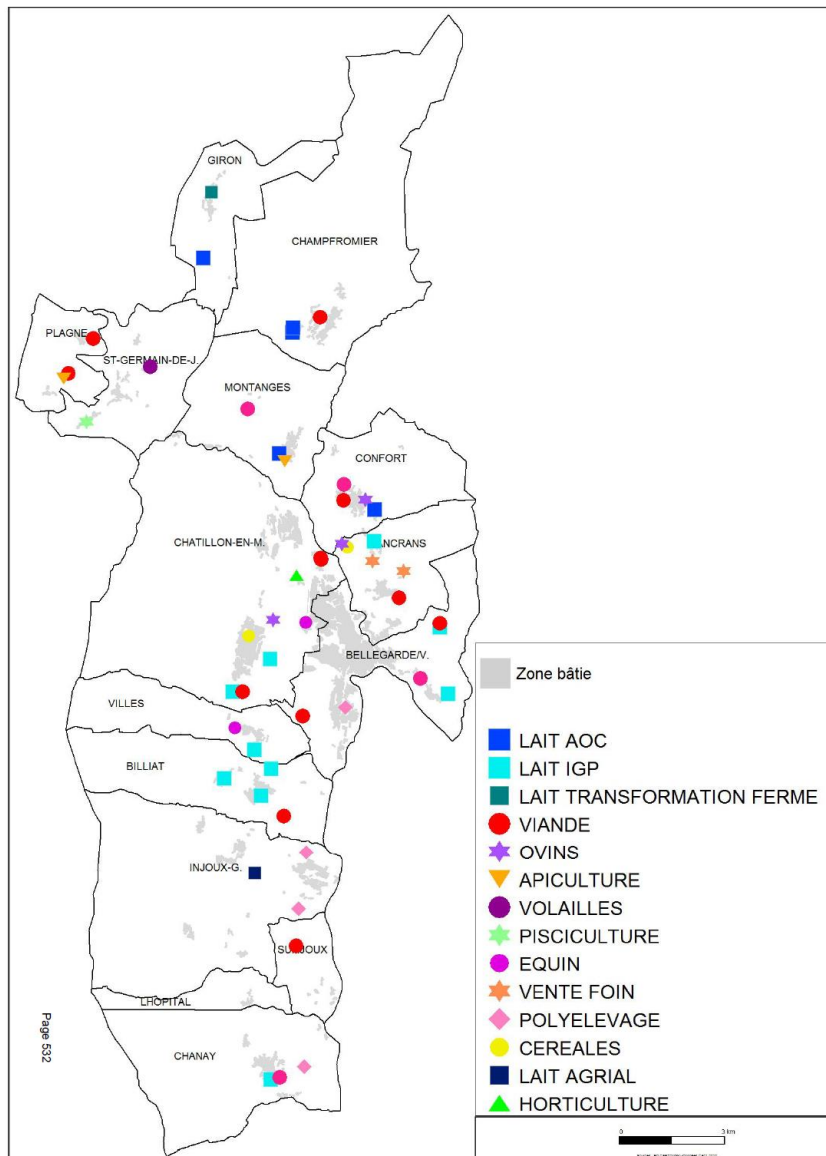 GIRON
CHAMPFROMIER
PLAGNE
ST-GERMAIN-DE-J.
MONTANGES
CONFORT
CHATILLON-EN-M.
ANCRANS
BELLEGARDE/V.
VILLES
BILLIAT
INJOUX-G.
SURJOUX
LHOPITAL
CHANAY
Page 532
Zone bâtie
LAIT AOC
LAIT IGP
LAIT TRANSFORMATION FERME
VIANDE
OVINS
APICULTURE
VOLAILLES
PISCICULTURE
EQUIN
VENTE FOIN
POLYELEVAGE
CEREALES
LAIT AGRIAL
HORTICULTURE
0 3 km